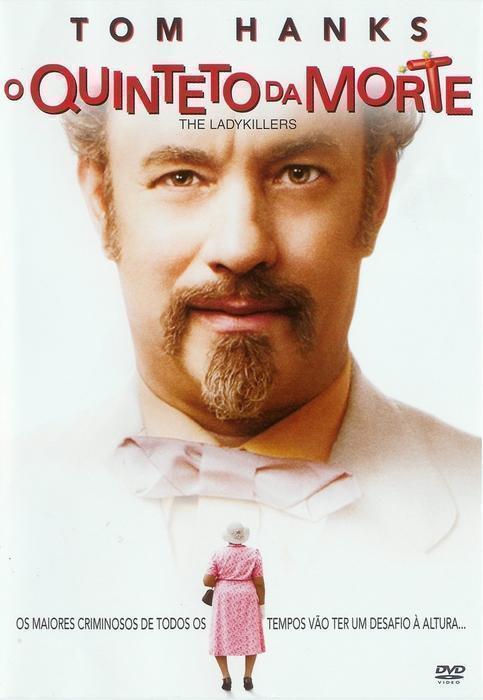 TOM HANKS
O QUINTETO DA MORTE
THE LADYKILLERS
OS MAIORES CRIMINOSOS DE TODOS OS TEMPOS VÃO TER UM DESAFIO À ALTURA...
DVD
VIDEO